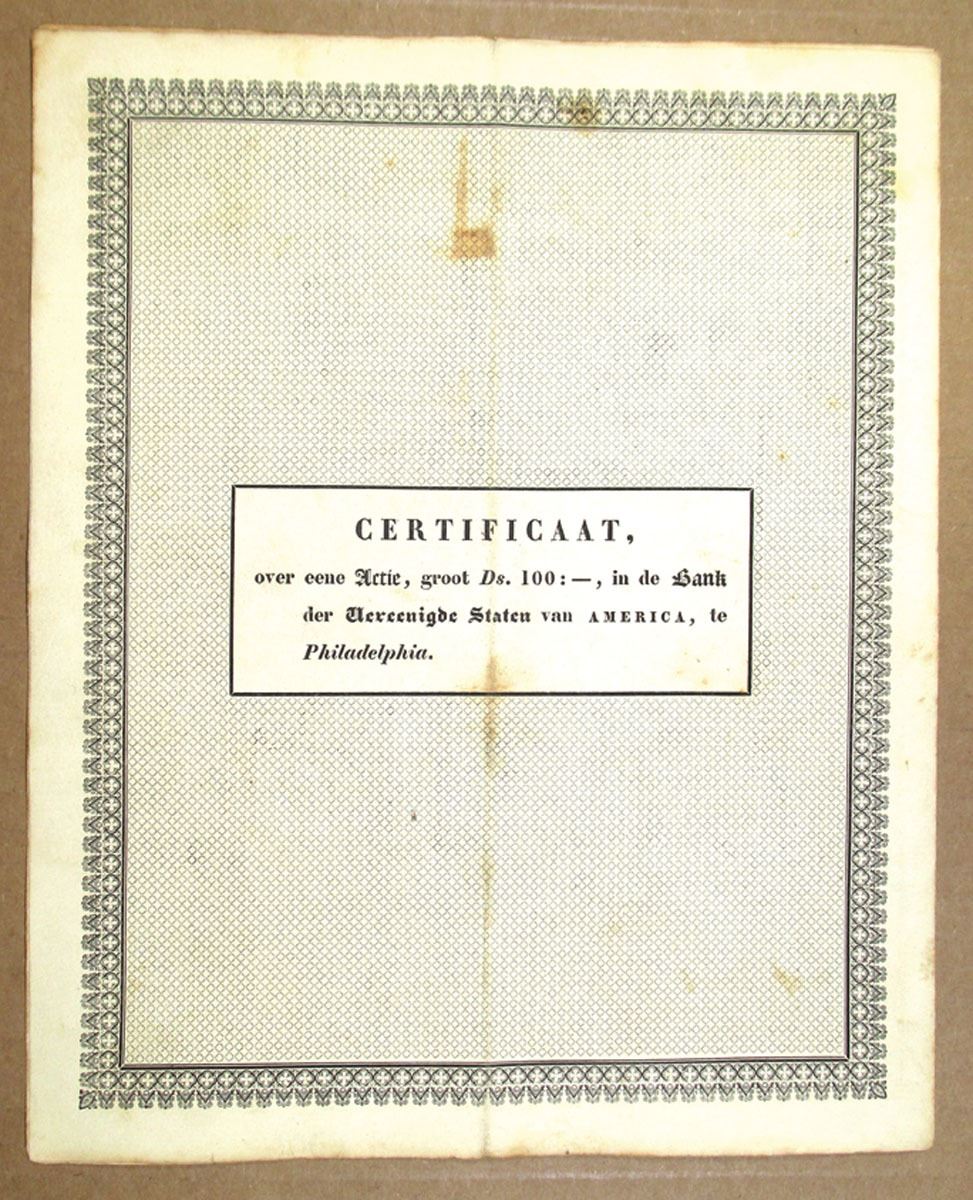 CERTIFICAAT,
over eene Actie, groot Ds. 100: —, in de Bank
der Vereenigde Staten van AMERICA, te
Philadelphia.